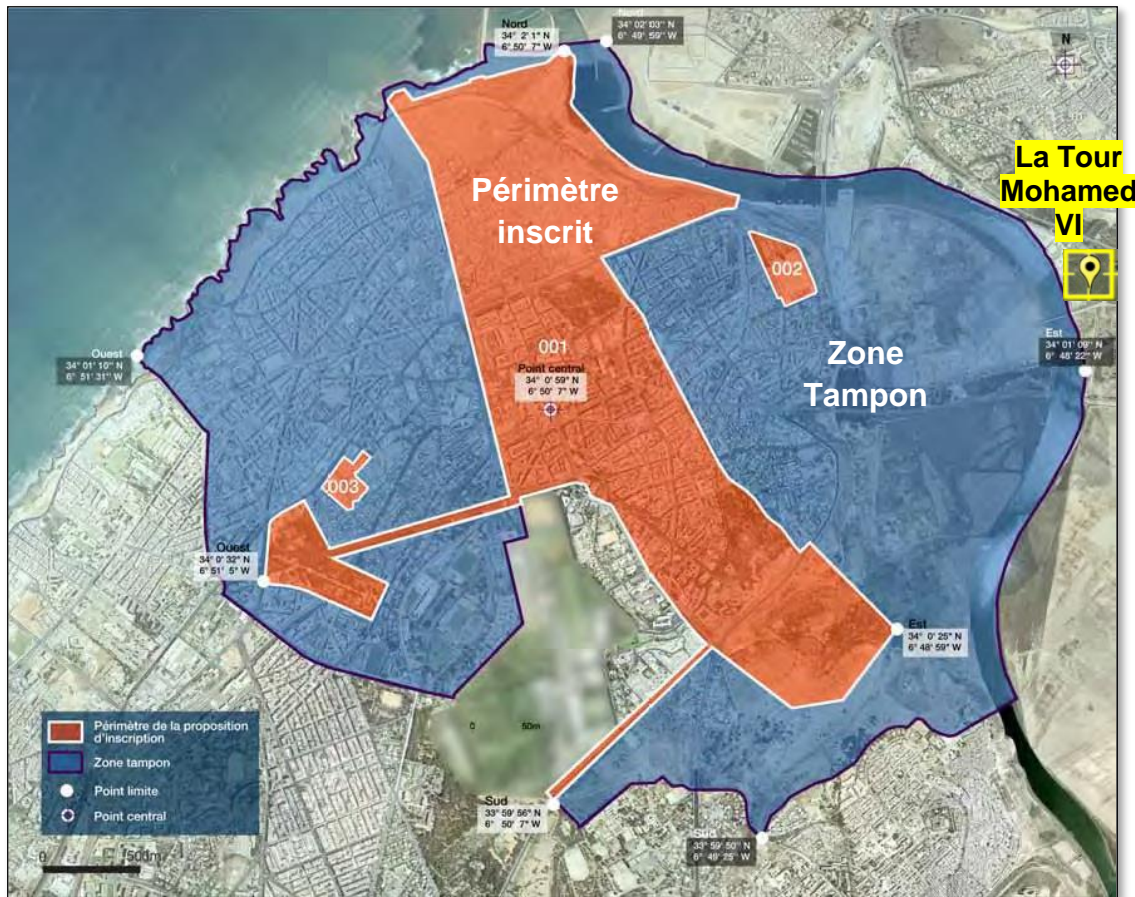 Nord
34° 2' 1" N
6° 50' 7" W
Nord
34° 02' 03" N
6° 49' 59" W
N
La Tour
Mohamed
VI
Périmètre
inscrit
002
Ouest
34° 01' 10" N
6° 51' 31" W
001
Point central
34° 0' 59" N
6° 50' 7" W
Zone
Tampon
Est
34° 01' 09" N
6° 48' 22" W
003
Ouest
34° 0' 32" N
6° 51' 5" W
Est
34° 0' 25" N
6° 48' 59" W
0 50m
Périmètre de la proposition
d'inscription
Zone tampon
Point limite
Point central
0 500m
Sud
33° 59' 56" N
6° 50' 7" W
Sud
33° 59' 50" N
6° 49' 25" W